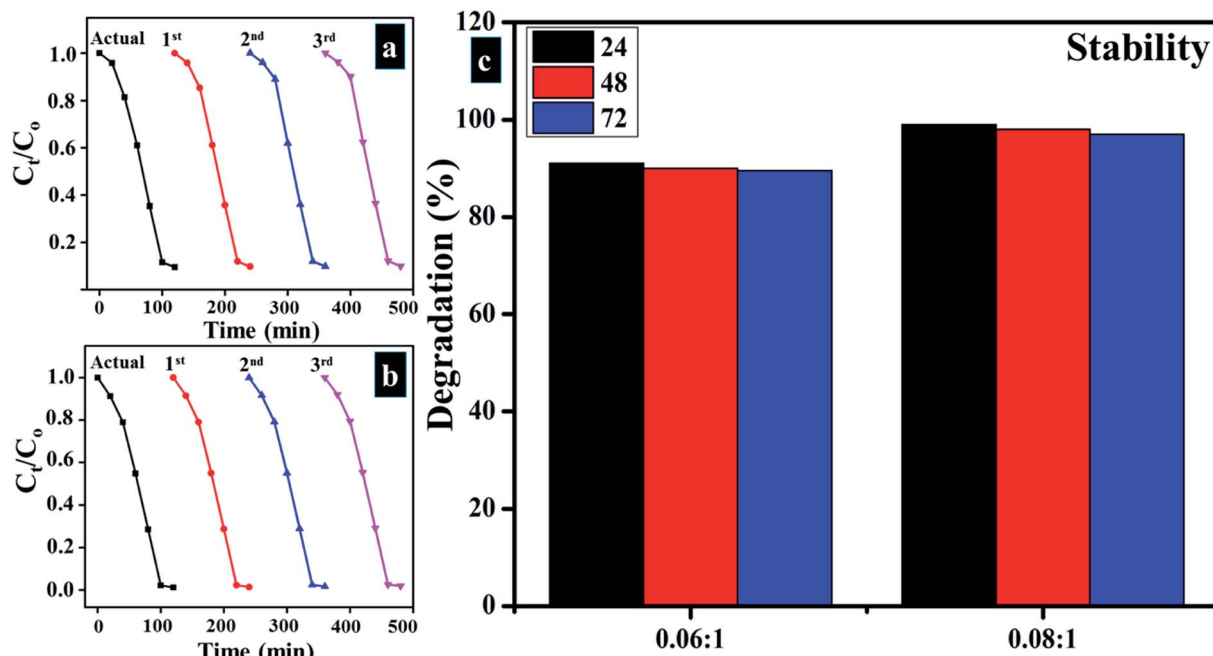 Actual 1st 2nd 3rd a
1.0
0.8
0.6
0.4
0.2
Ct/Co
0 100 200 300 400 500
Time (min)
Actual 1st 2nd 3rd b
1.0
0.8
0.6
0.4
0.2
0.0
Ct/Co
0 100 200 300 400 500
Time (min)
c Stability
24
48
72
120
100
80
60
40
20
0
Degradation (%)
0.06:1 0.08:1